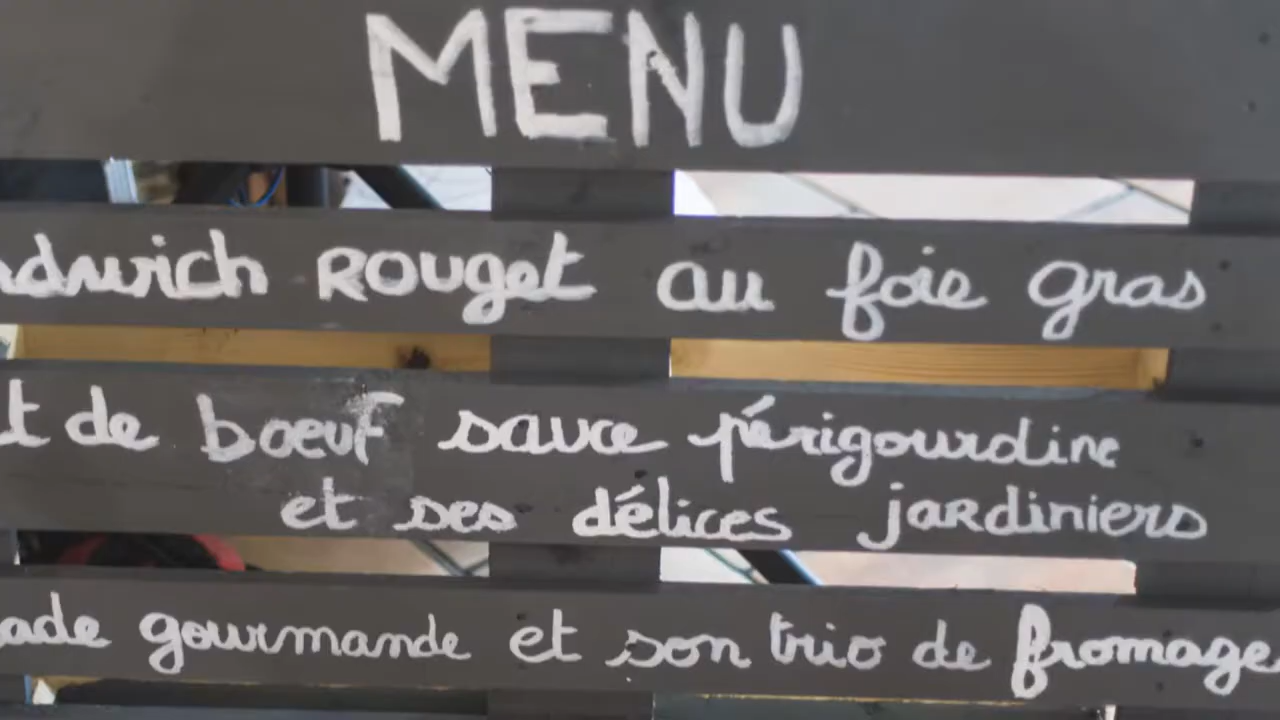 MENU
ndwich Rouget au foie gras
t de boeuf sauce périgourdine
et ses délices jardiniers
ade gourmande et son trio de fromage